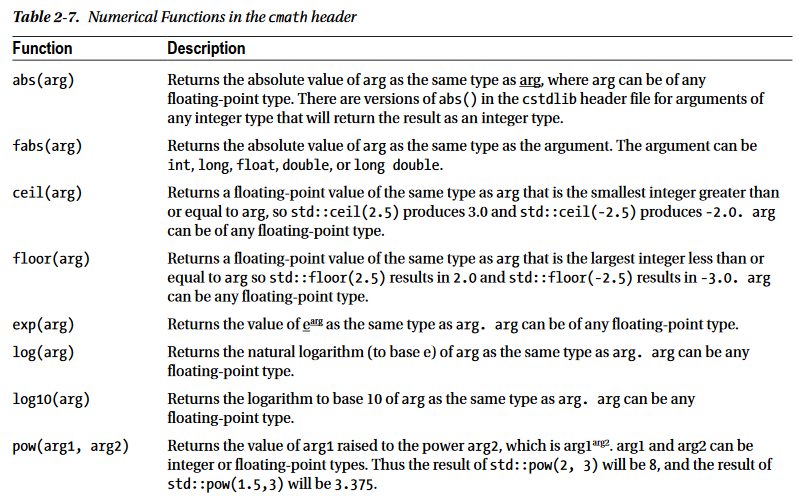 Table 2-7. Numerical Functions in the cmath header
Function Description
abs(arg) Returns the absolute value of arg as the same type as arg, where arg can be of any
floating-point type. There are versions of abs() in the cstdlib header file for arguments of
any integer type that will return the result as an integer type.
fabs(arg) Returns the absolute value of arg as the same type as the argument. The argument can be
int, long, float, double, or long double.
ceil(arg) Returns a floating-point value of the same type as arg that is the smallest integer greater than
or equal to arg, so std::ceil(2.5) produces 3.0 and std::ceil(-2.5) produces -2.0. arg
can be of any floating-point type.
floor(arg) Returns a floating-point value of the same type as arg that is the largest integer less than or
equal to arg so std::floor(2.5) results in 2.0 and std::floor(-2.5) results in -3.0. arg
can be any floating-point type.
exp(arg) Returns the value of e^arg as the same type as arg. arg can be of any floating-point type.
log(arg) Returns the natural logarithm (to base e) of arg as the same type as arg. arg can be any
floating-point type.
log10(arg) Returns the logarithm to base 10 of arg as the same type as arg. arg can be any
floating-point type.
pow(arg1, arg2) Returns the value of arg1 raised to the power arg2, which is arg1^arg2. arg1 and arg2 can be
integer or floating-point types. Thus the result of std::pow(2, 3) will be 8, and the result of
std::pow(1.5,3) will be 3.375.